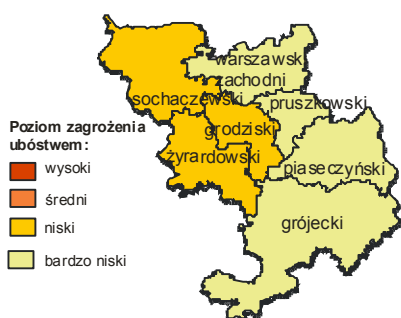 warszawski
zachodni
sochaczewski
pruszkowski
grodziski
żyrardowski
piaseczyński
grójecki
Poziom zagrożenia
ubóstwem:
wysoki
średni
niski
bardzo niski